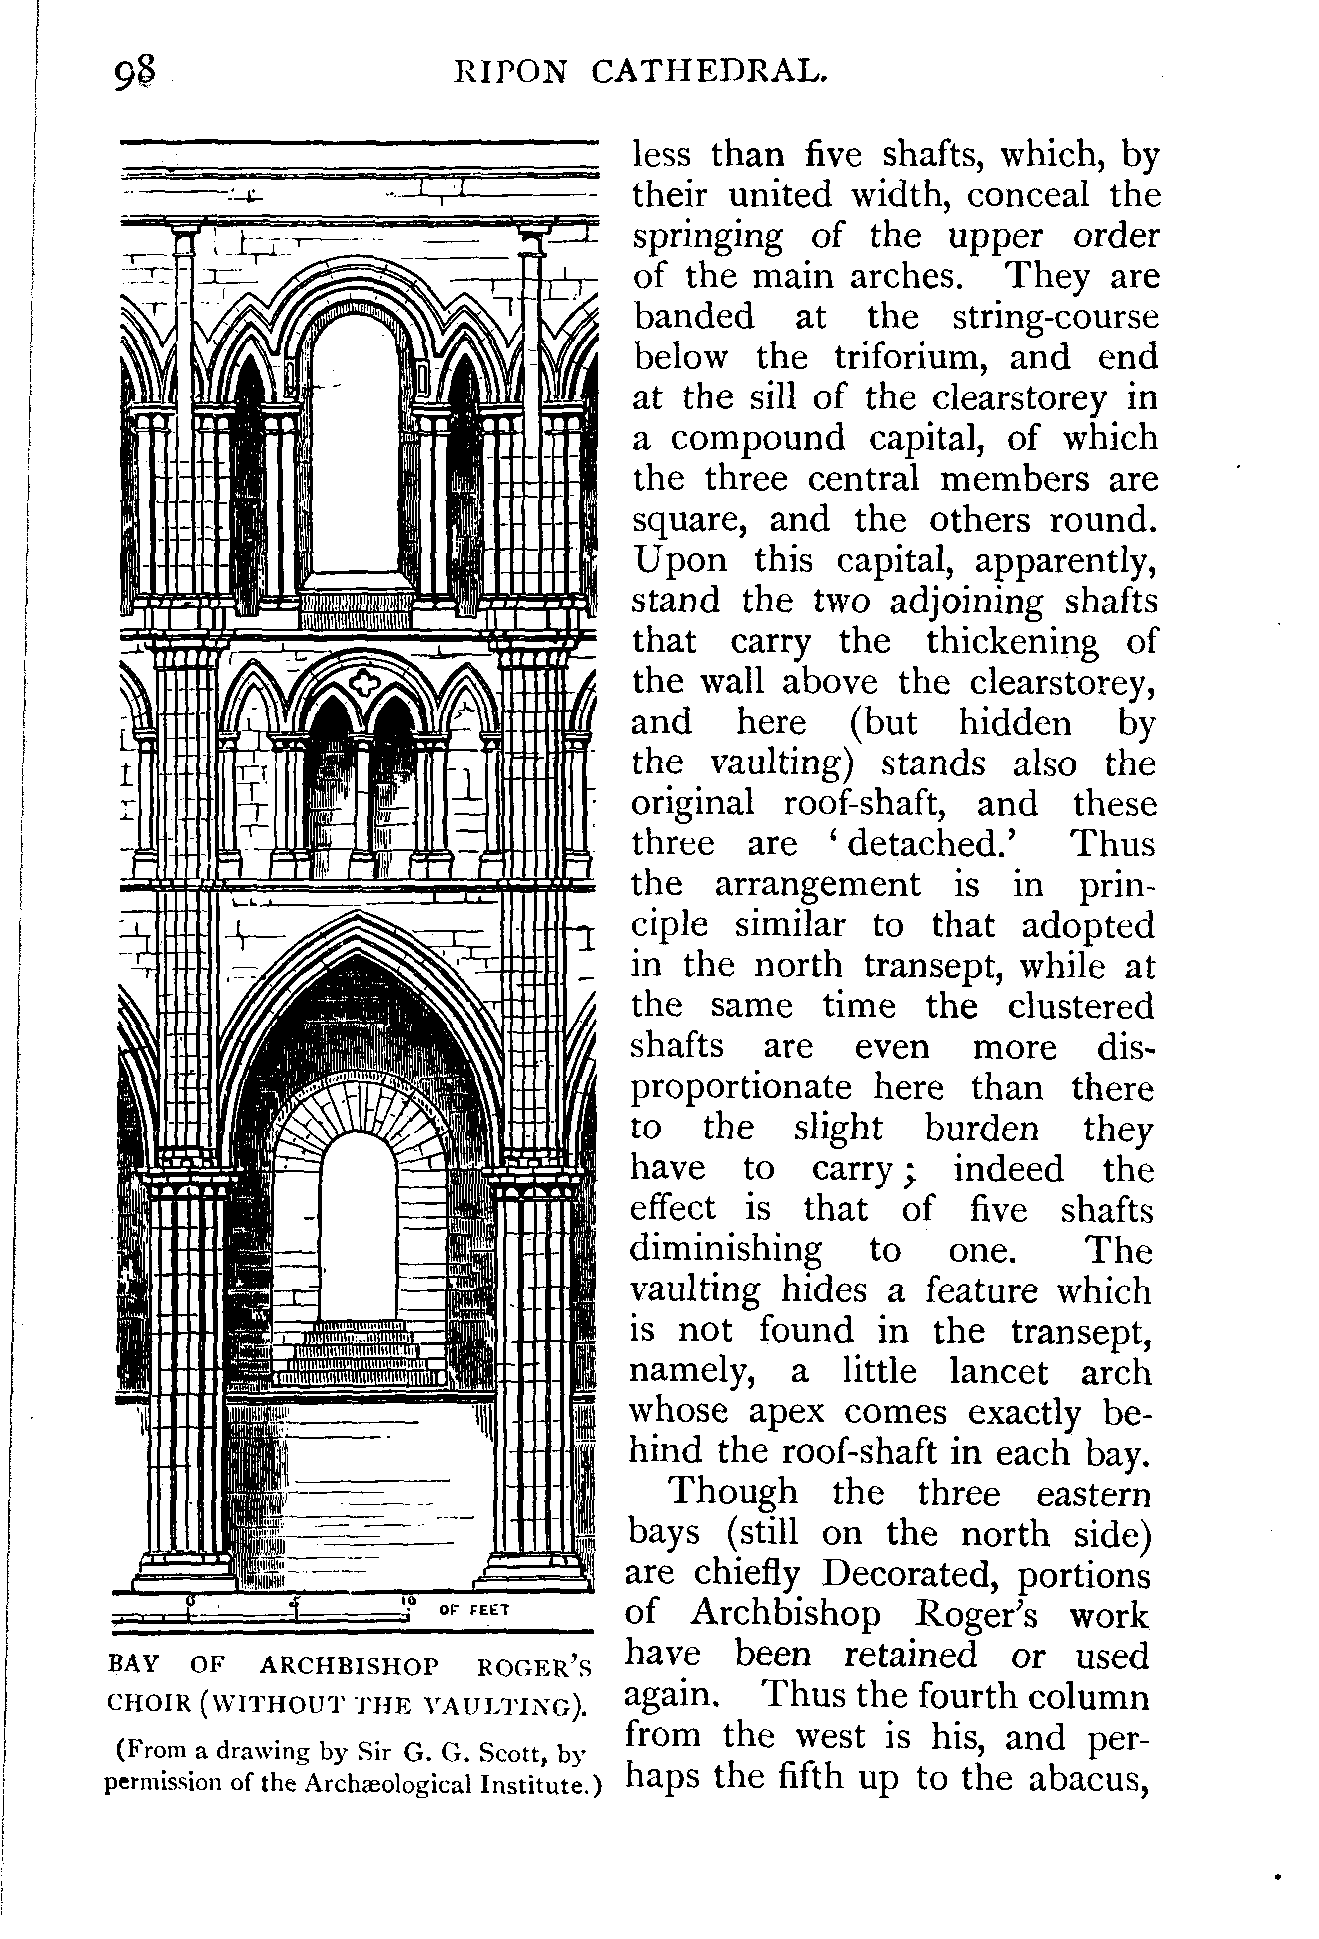 98
RIPON CATHEDRAL.
less than five shafts, which, by
their united width, conceal the
springing of the upper order
of the main arches. They are
banded at the string-course
below the triforium, and end
at the sill of the clearstorey in
a compound capital, of which
the three central members are
square, and the others round.
Upon this capital, apparently,
stand the two adjoining shafts
that carry the thickening of
the wall above the clearstorey,
and here (but hidden by
the vaulting) stands also the
original roof-shaft, and these
three are ‘detached.’ Thus
the arrangement is in prin-
ciple similar to that adopted
in the north transept, while at
the same time the clustered
shafts are even more dis-
proportionate here than there
to the slight burden they
have to carry; indeed the
effect is that of five shafts
diminishing to one. The
vaulting hides a feature which
is not found in the transept,
namely, a little lancet arch
whose apex comes exactly be-
hind the roof-shaft in each bay.
Though the three eastern
bays (still on the north side)
are chiefly Decorated, portions
of Archbishop Roger’s work
have been retained or used
again. Thus the fourth column
from the west is his, and per-
haps the fifth up to the abacus,
0 5 10 OF FEET
BAY OF ARCHBISHOP ROGER’S
CHOIR (WITHOUT THE VAULTING).
(From a drawing by Sir G. G. Scott, by
permission of the Archæological Institute.)